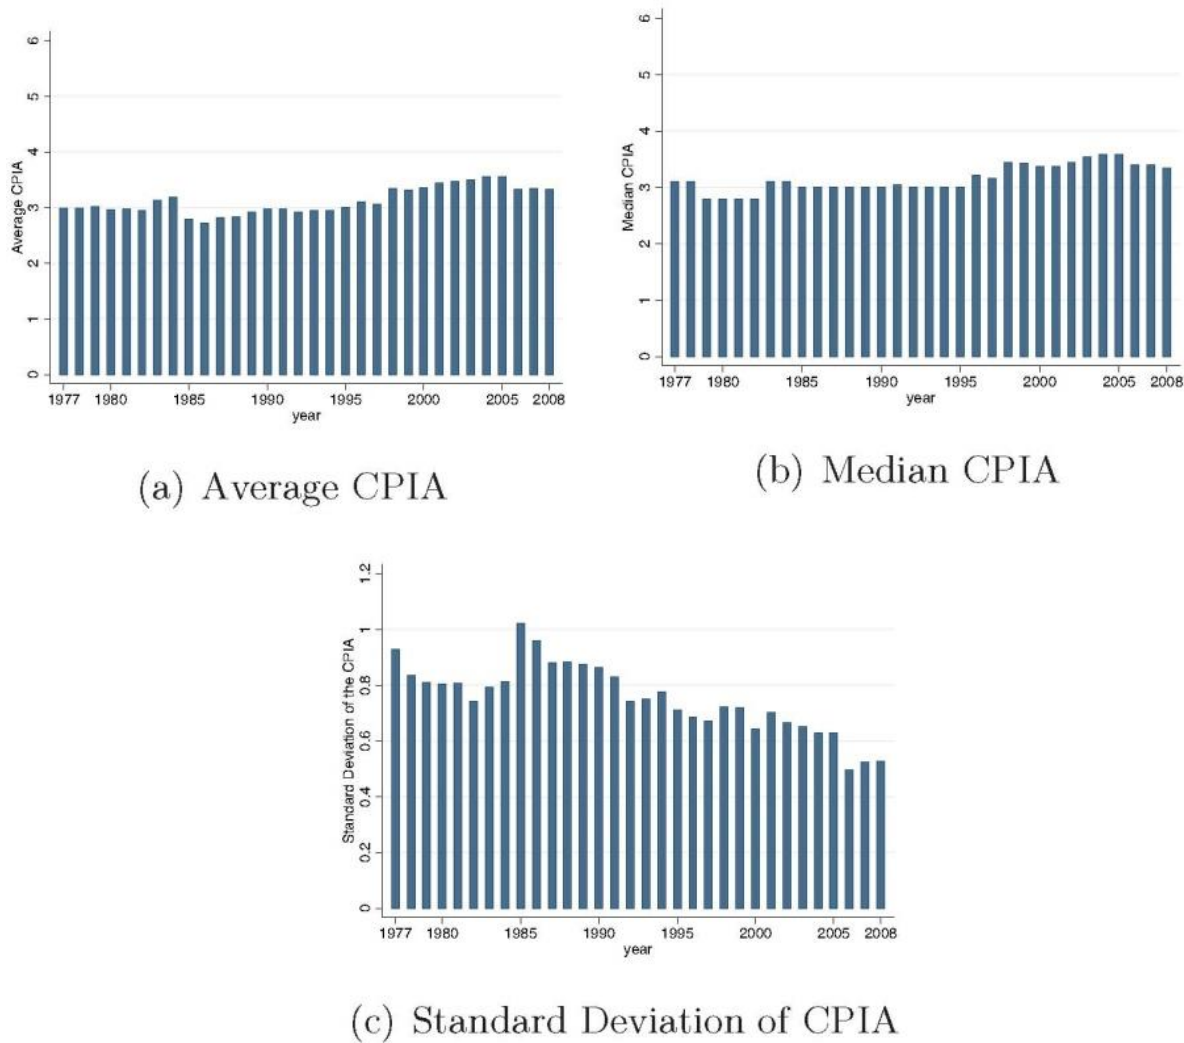 6
5
4
3
2
1
0
Average CPIA
1977 1980 1985 1990 1995 2000 2005 2008
year
(a) Average CPIA
6
5
4
3
2
1
0
Median CPIA
1977 1980 1985 1990 1995 2000 2005 2008
year
(b) Median CPIA
1.2
1
0.8
0.6
0.4
0.2
0
Standard Deviation of the CPIA
1977 1980 1985 1990 1995 2000 2005 2008
year
(c) Standard Deviation of CPIA